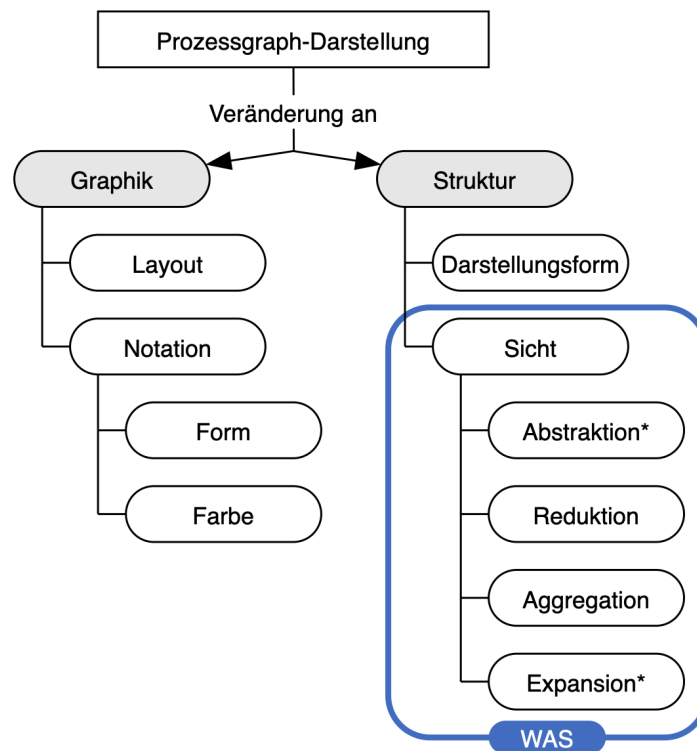 Prozessgraph-Darstellung
Veränderung an
Graphik
Struktur
Layout
Darstellungsform
Notation
Sicht
Form
Abstraktion*
Farbe
Reduktion
Aggregation
Expansion*
WAS